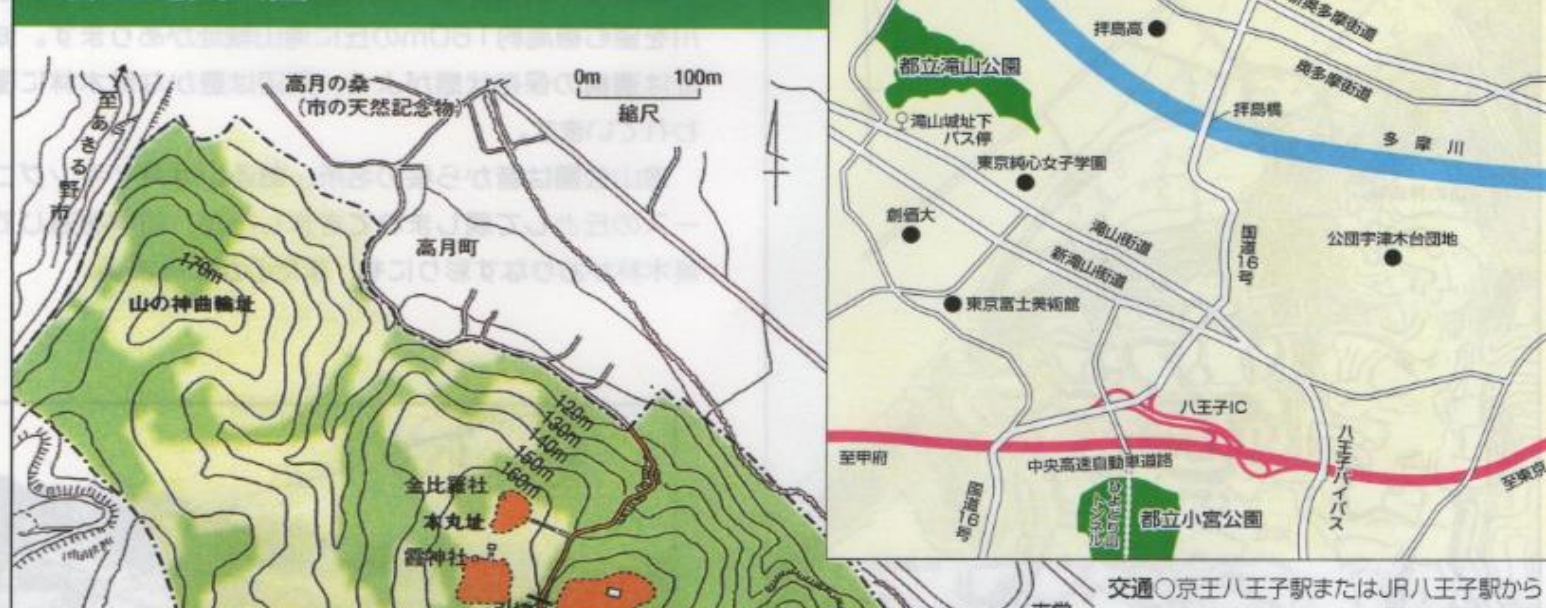 至あきる野市
高月の桑
(市の天然記念物)
0m 100m
縮尺
高月町
170m
山の神曲輪址
120m
130m
140m
150m
160m
金比羅社
本丸址
霞神社
都立滝山公園
滝山城址下
バス停
拝島高
新奥多摩街道
奥多摩街道
拝島橋
多摩川
東京純心女子学園
創価大
滝山街道
新滝山街道
国道16号
公団宇津木台団地
東京富士美術館
八王子IC
至甲府
中央高速自動車道路
八王子バイパス
至東京
国道16号
ひよどり山
トンネル
都立小宮公園
交通○京王八王子駅またはJR八王子駅から